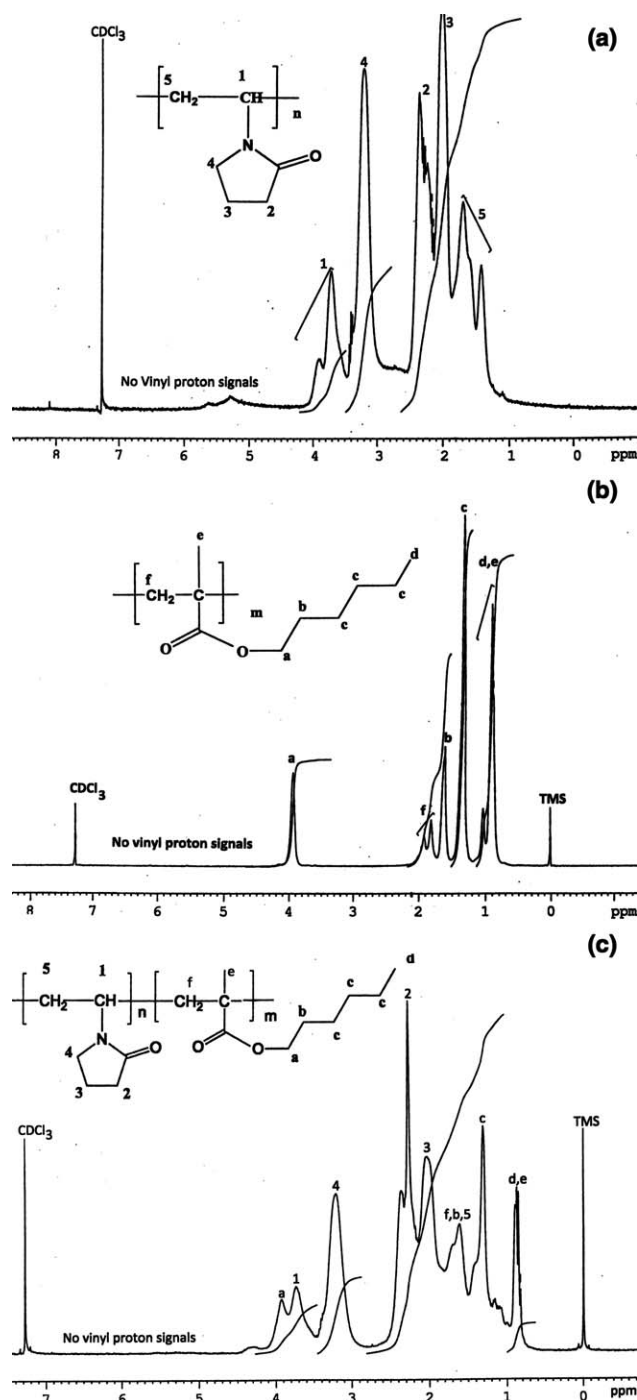 (a)
CDCl3
3
4
2
5
1
CH2
CH
n
N
O
4
3
2
5
1
No Vinyl proton signals
8 7 6 5 4 3 2 1 0 ppm
(b)
c
e
d
d,e
f
c
CH2
C
m
b
c
c
O
O
a
a
b
CDCl3
TMS
f
No vinyl proton signals
8 7 6 5 4 3 2 1 0 ppm
(c)
d
5 1 f e c 2
CH2 CH CH2 C b c
n m
N O c
4 O O a
3 2
CDCl3
TMS
c
3
4
d,e
f,b,5
a
1
No vinyl proton signals
7 6 5 4 3 2 1 0 ppm